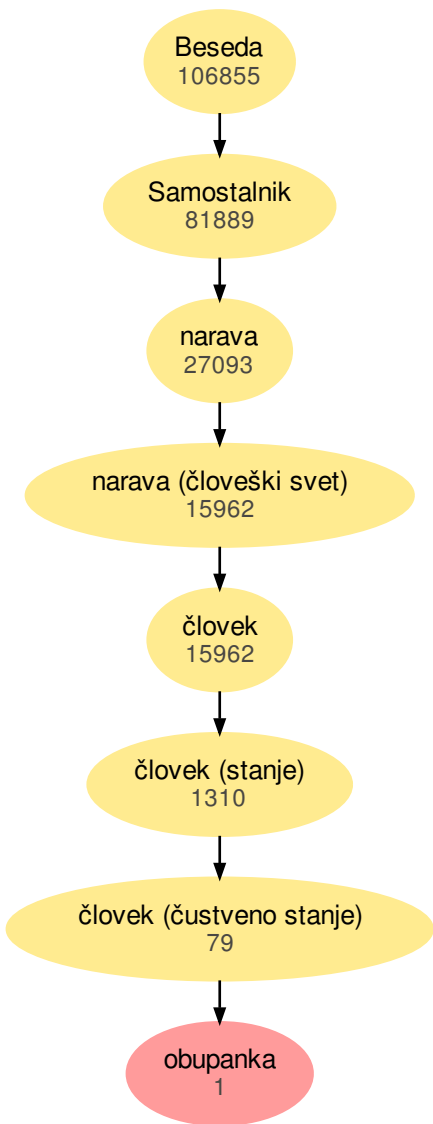 Beseda
106855
Samostalnik
81889
narava
27093
narava (človeški svet)
15962
človek
15962
človek (stanje)
1310
človek (čustveno stanje)
79
obupanka
1